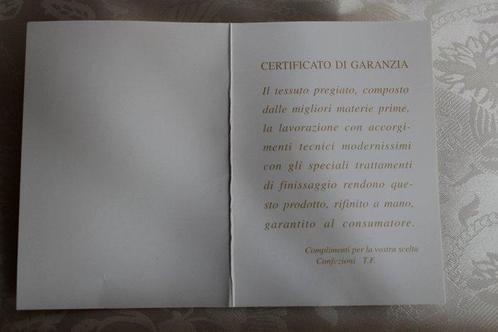 CERTIFICATO DI GARANZIA
Il tessuto pregiato, composto
dalle migliori materie prime,
la lavorazione con accorgi-
menti tecnici modernissimi
con gli speciali trattamenti
di finissaggio rendono que-
sto prodotto, rifinito a mano,
garantito al consumatore.
Complimenti per la vostra scelta
Confezioni T.F.